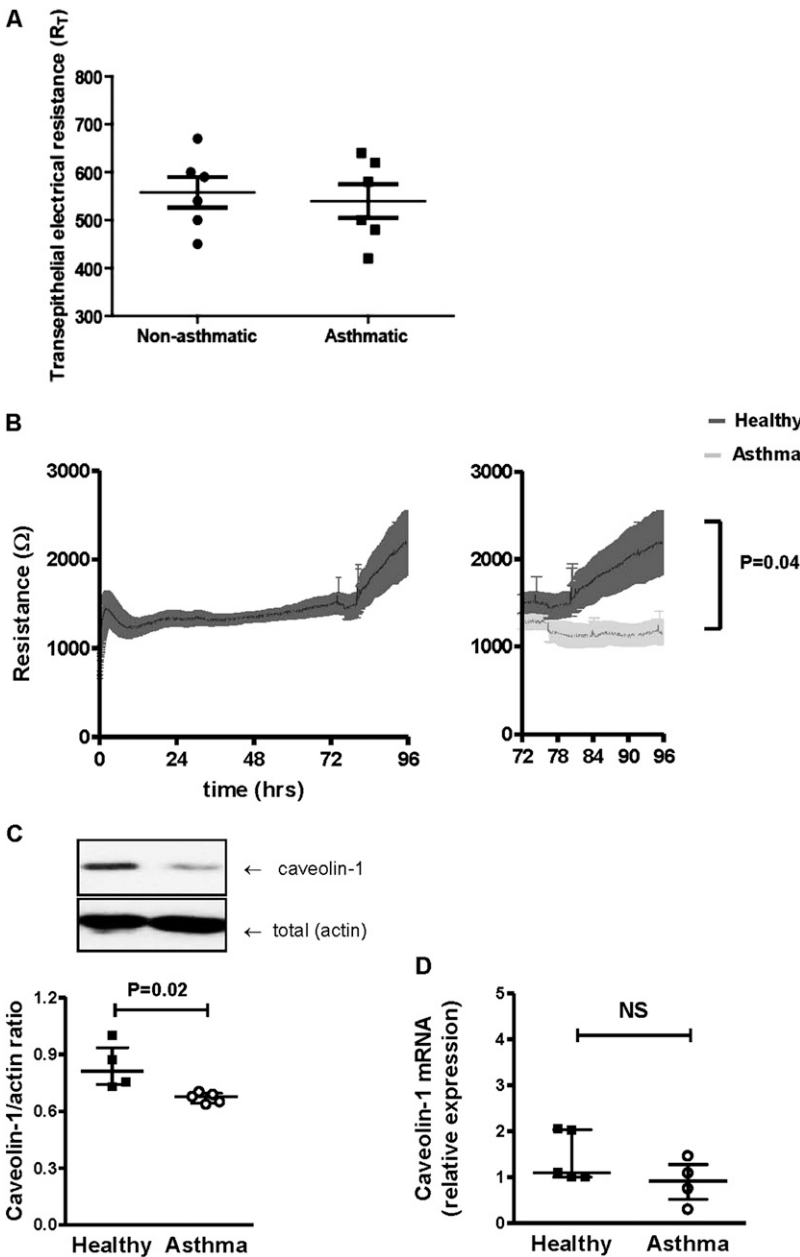 A
Transepithelial electrical resistance (RT)
800
700
600
500
400
300
Non-asmathic Asthmatic
B
Healthy
Asthma
Resistance (Ω)
3000
2000
1000
0
0 24 48 72 96
time (hrs)
3000
2000
1000
0
72 78 84 90 96
P=0.04
C
← caveolin-1
← total (actin)
P=0.02
Caveolin-1/actin ratio
1.2
0.9
0.6
0.3
0.0
Healthy Asthma
D
NS
Caveolin-1 mRNA
(relative expression)
5
4
3
2
1
0
Healthy Asthma